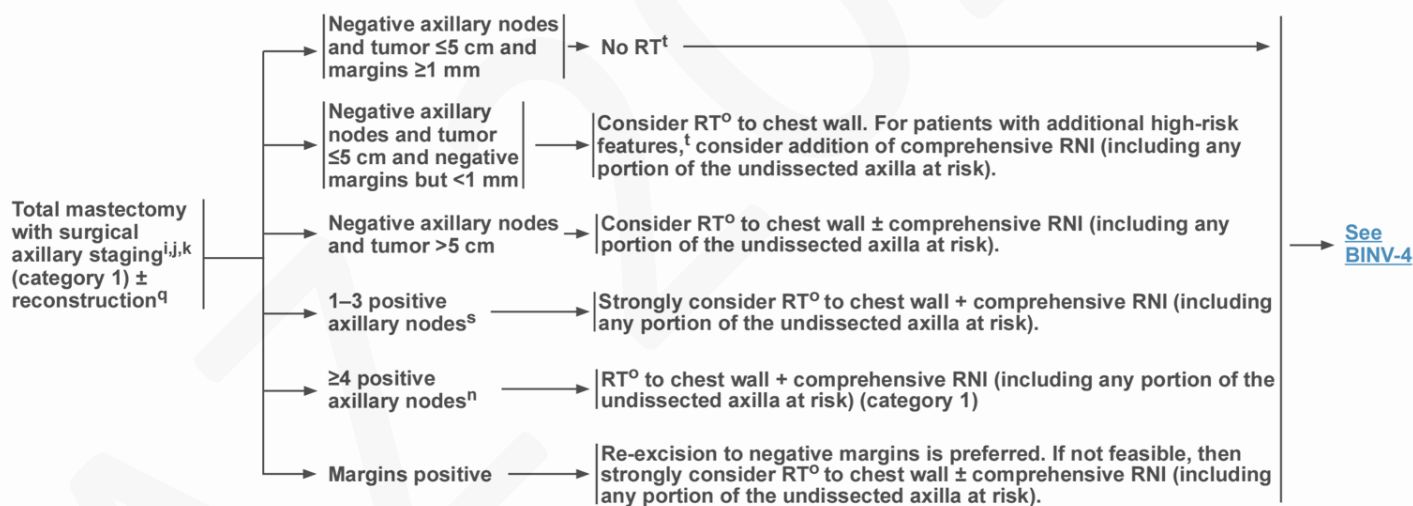 Total mastectomy
with surgical
axillary staging^i,j,k
(category 1) ±
reconstruction^q
Negative axillary nodes
and tumor ≤5 cm and
margins ≥1 mm
No RT^t
Negative axillary
nodes and tumor
≤5 cm and negative
margins but <1 mm
Consider RT^o to chest wall. For patients with additional high-risk
features,^t consider addition of comprehensive RNI (including any
portion of the undissected axilla at risk).
Negative axillary nodes
and tumor >5 cm
Consider RT^o to chest wall ± comprehensive RNI (including any
portion of the undissected axilla at risk).
1–3 positive
axillary nodes^s
Strongly consider RT^o to chest wall + comprehensive RNI (including
any portion of the undissected axilla at risk).
≥4 positive
axillary nodes^n
RT^o to chest wall + comprehensive RNI (including any portion of the
undissected axilla at risk) (category 1)
Margins positive
Re-excision to negative margins is preferred. If not feasible, then
strongly consider RT^o to chest wall ± comprehensive RNI (including
any portion of the undissected axilla at risk).
See
BINV-4